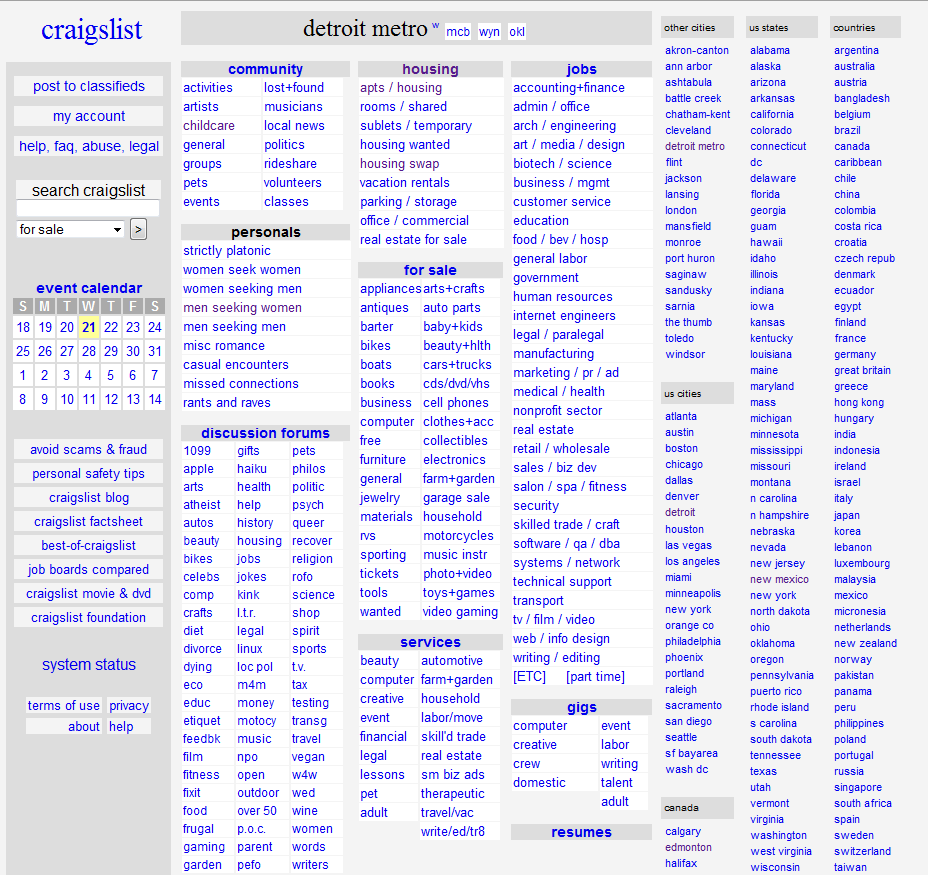 craigslist
post to classifieds
my account
help, faq, abuse, legal
search craigslist
for sale
>
event calendar
S M T W T F S
18 19 20 21 22 23 24
25 26 27 28 29 30 31
1 2 3 4 5 6 7
8 9 10 11 12 13 14
avoid scams & fraud
personal safety tips
craigslist blog
craigslist factsheet
best-of-craigslist
job boards compared
craigslist movie & dvd
craigslist foundation
system status
terms of use privacy
about help
detroit metro w mcb wyn okl
community
activities lost+found
artists musicians
childcare local news
general politics
groups rideshare
pets volunteers
events classes
personals
strictly platonic
women seek women
women seeking men
men seeking women
men seeking men
misc romance
casual encounters
missed connections
rants and raves
discussion forums
1099 gifts pets
apple haiku philos
arts health politic
atheist help psych
autos history queer
beauty housing recover
bikes jobs religion
celebs jokes rofo
comp kink science
crafts l.t.r. shop
diet legal spirit
divorce linux sports
dying loc pol t.v.
eco m4m tax
educ money testing
etiquet motocy transg
feedbk music travel
film npo vegan
fitness open w4w
fixit outdoor wed
food over 50 wine
frugal p.o.c. women
gaming parent words
garden pefo writers
housing
apts / housing
rooms / shared
sublets / temporary
housing wanted
housing swap
vacation rentals
parking / storage
office / commercial
real estate for sale
for sale
appliances arts+crafts
antiques auto parts
barter baby+kids
bikes beauty+hlth
boats cars+trucks
books cds/dvd/vhs
business cell phones
computer clothes+acc
free collectibles
furniture electronics
general farm+garden
jewelry garage sale
materials household
rvs motorcycles
sporting music instr
tickets photo+video
tools toys+games
wanted video gaming
services
beauty automotive
computer farm+garden
creative household
event labor/move
financial skill'd trade
legal real estate
lessons sm biz ads
pet therapeutic
adult travel/vac
write/ed/tr8
jobs
accounting+finance
admin / office
arch / engineering
art / media / design
biotech / science
business / mgmt
customer service
education
food / bev / hosp
general labor
government
human resources
internet engineers
legal / paralegal
manufacturing
marketing / pr / ad
medical / health
nonprofit sector
real estate
retail / wholesale
sales / biz dev
salon / spa / fitness
security
skilled trade / craft
software / qa / dba
systems / network
technical support
transport
tv / film / video
web / info design
writing / editing
[ETC] [part time]
gigs
computer event
creative labor
crew writing
domestic talent
adult
resumes
other cities
akron-canton
ann arbor
ashtabula
battle creek
chatham-kent
cleveland
detroit metro
flint
jackson
lansing
london
mansfield
monroe
port huron
saginaw
sandusky
sarnia
the thumb
toledo
windsor
us cities
atlanta
austin
boston
chicago
dallas
denver
detroit
houston
las vegas
los angeles
miami
minneapolis
new york
orange co
philadelphia
phoenix
portland
raleigh
sacramento
san diego
seattle
sf bayarea
wash dc
canada
calgary
edmonton
halifax
us states
alabama
alaska
arizona
arkansas
california
colorado
connecticut
dc
delaware
florida
georgia
guam
hawaii
idaho
illinois
indiana
iowa
kansas
kentucky
louisiana
maine
maryland
mass
michigan
minnesota
mississippi
missouri
montana
n carolina
n hampshire
nebraska
nevada
new jersey
new mexico
new york
north dakota
ohio
oklahoma
oregon
pennsylvania
puerto rico
rhode island
s carolina
south dakota
tennessee
texas
utah
vermont
virginia
washington
west virginia
wisconsin
countries
argentina
australia
austria
bangladesh
belgium
brazil
canada
caribbean
chile
china
colombia
costa rica
croatia
czech repub
denmark
ecuador
egypt
finland
france
germany
great britain
greece
hong kong
hungary
india
indonesia
ireland
israel
italy
japan
korea
lebanon
luxembourg
malaysia
mexico
micronesia
netherlands
new zealand
norway
pakistan
panama
peru
philippines
poland
portugal
russia
singapore
south africa
spain
sweden
switzerland
taiwan